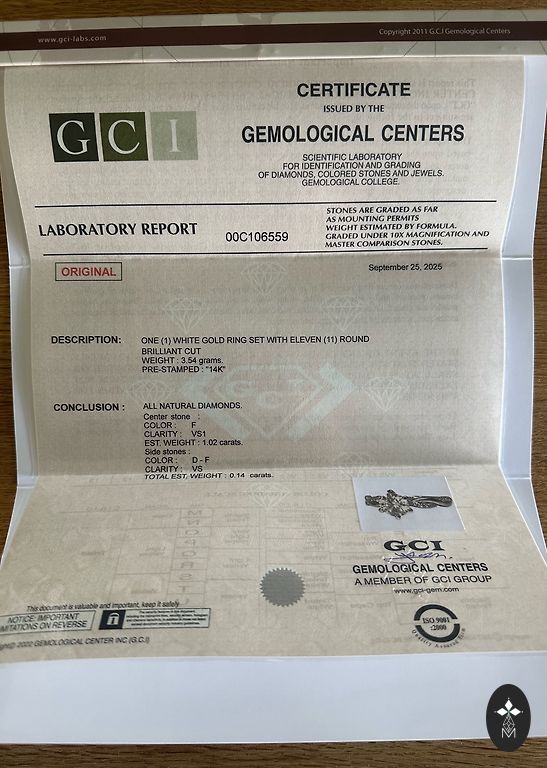 www.gci-labs.com
Copyright 2011 G.C.I Gemological Centers
GCI
CERTIFICATE
ISSUED BY THE
GEMOLOGICAL CENTERS
SCIENTIFIC LABORATORY
FOR IDENTIFICATION AND GRADING
OF DIAMONDS, COLORED STONES AND JEWELS.
GEMOLOGICAL COLLEGE.
LABORATORY REPORT
00C106559
STONES ARE GRADED AS FAR
AS MOUNTING PERMITS
WEIGHT ESTIMATED BY FORMULA.
GRADED UNDER 10X MAGNIFICATION AND
MASTER COMPARISON STONES.
ORIGINAL
September 25, 2025
DESCRIPTION: ONE (1) WHITE GOLD RING SET WITH ELEVEN (11) ROUND
BRILLIANT CUT
WEIGHT : 3.54 grams.
PRE-STAMPED : "14K"
CONCLUSION : ALL NATURAL DIAMONDS.
Center stone :
COLOR : F
CLARITY : VS1
EST. WEIGHT : 1.02 carats.
Side stones :
COLOR : D - F
CLARITY : VS
TOTAL EST. WEIGHT : 0.14 carats.
GCI
GEMOLOGICAL CENTERS
A MEMBER OF GCI GROUP
www.gci-gem.com
ISO 9001
:2000
This document is valuable and important, keep it safely
NOTICE: IMPORTANT
LIMITATIONS ON REVERSE
2002 GEMOLOGICAL CENTER INC (G.C.I)
M